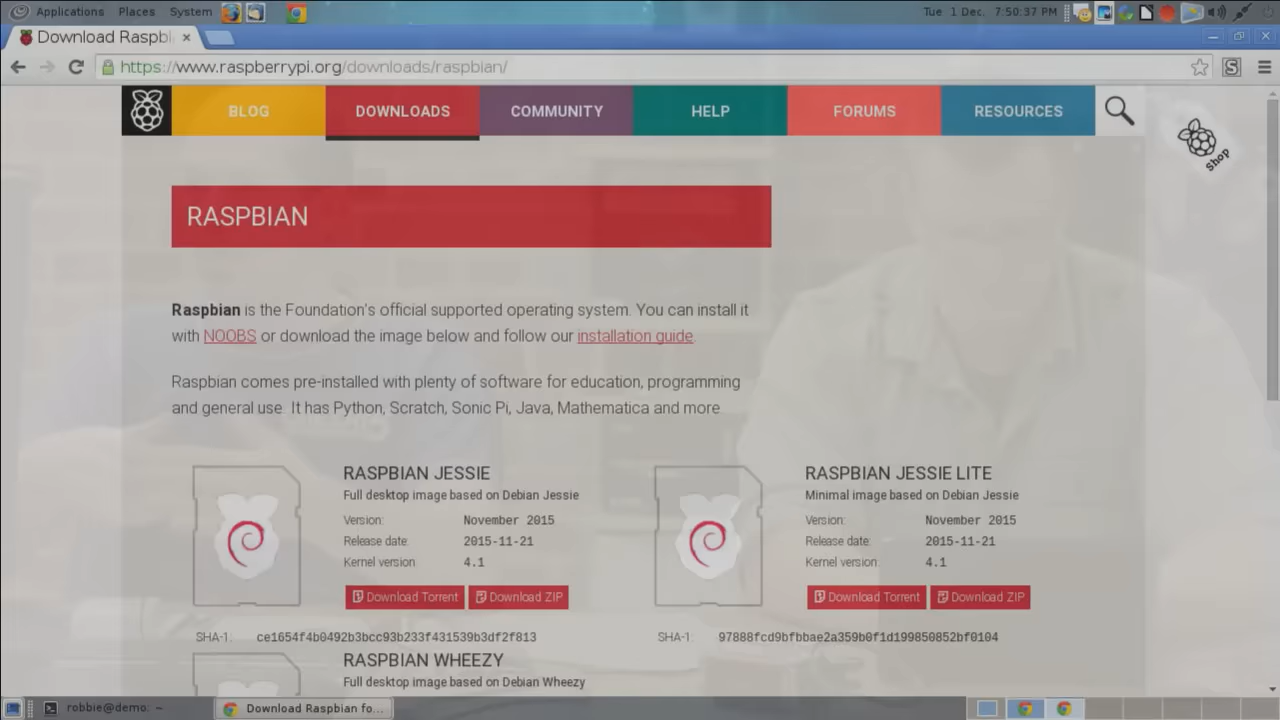 Applications Places System
Tue 1 Dec, 7:50:37 PM
Download Raspbi
https://www.raspberrypi.org/downloads/raspbian/
BLOG DOWNLOADS COMMUNITY HELP FORUMS RESOURCES
Shop
RASPBIAN
Raspbian is the Foundation's official supported operating system. You can install it
with NOOBS or download the image below and follow our installation guide.
Raspbian comes pre-installed with plenty of software for education, programming
and general use. It has Python, Scratch, Sonic Pi, Java, Mathematica and more.
RASPBIAN JESSIE
Full desktop image based on Debian Jessie
Version: November 2015
Release date: 2015-11-21
Kernel version: 4.1
Download Torrent Download ZIP
SHA-1: ce1654f4b0492b3bcc93b233f431539b3df2f813
RASPBIAN JESSIE LITE
Minimal image based on Debian Jessie
Version: November 2015
Release date: 2015-11-21
Kernel version: 4.1
Download Torrent Download ZIP
SHA-1: 97888fcd9bfbbae2a359b0f1d199850852bf0104
RASPBIAN WHEEZY
Full desktop image based on Debian Wheezy
robbie@demo: ~
Download Raspbian fo...